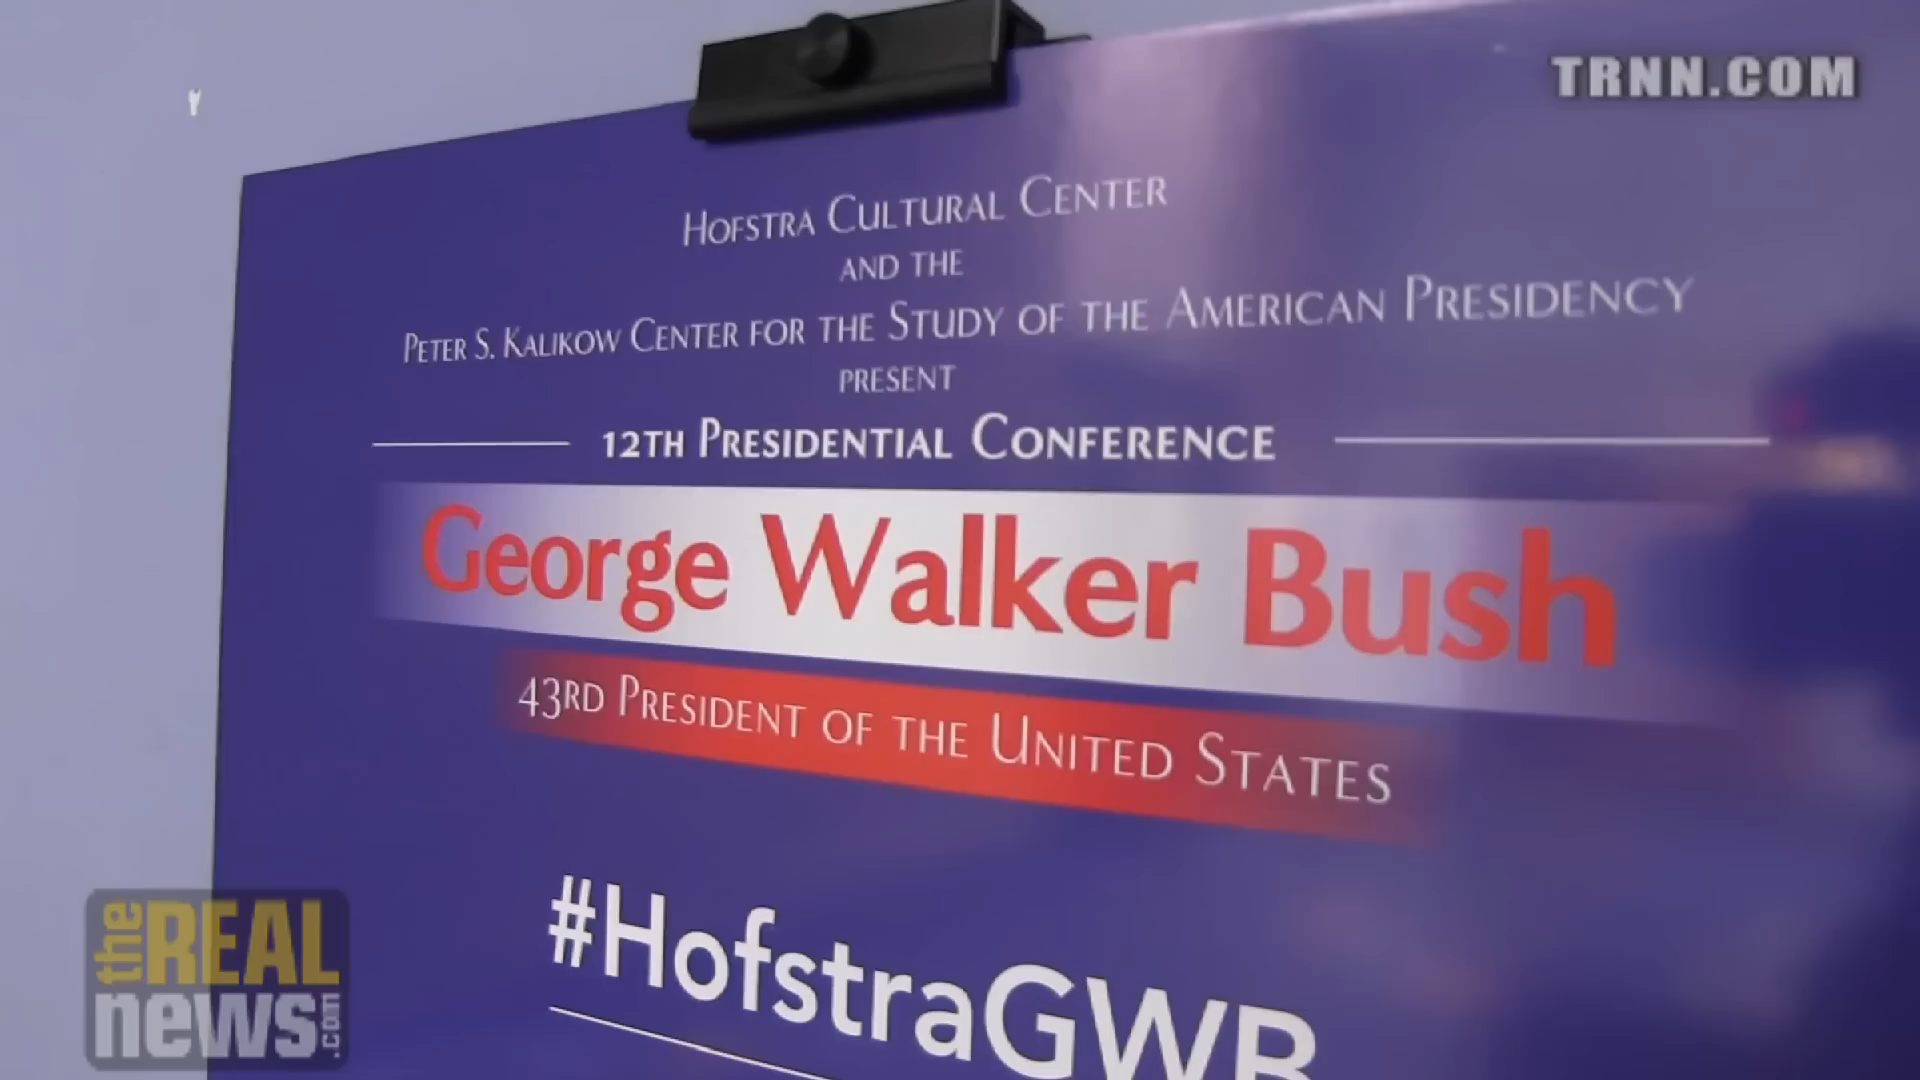 TRNN.COM
HOFSTRA CULTURAL CENTER
AND THE
PETER S. KALIKOW CENTER FOR THE STUDY OF THE AMERICAN PRESIDENCY
PRESENT
12TH PRESIDENTIAL CONFERENCE
George Walker Bush
43RD PRESIDENT OF THE UNITED STATES
#HofstraGWB
the REAL
news.com